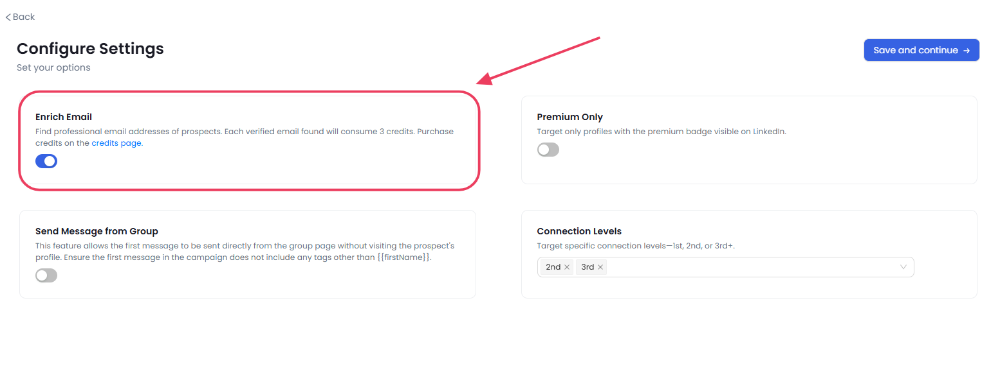 Back
Configure Settings
Set your options
Save and continue →
Enrich Email
Find professional email addresses of prospects. Each verified email found will consume 3 credits. Purchase
credits on the credits page.
Premium Only
Target only profiles with the premium badge visible on LinkedIn.
Send Message from Group
This feature allows the first message to be sent directly from the group page without visiting the prospect's
profile. Ensure the first message in the campaign does not include any tags other than {{firstName}}.
Connection Levels
Target specific connection levels—1st, 2nd, or 3rd+.
2nd × 3rd ×